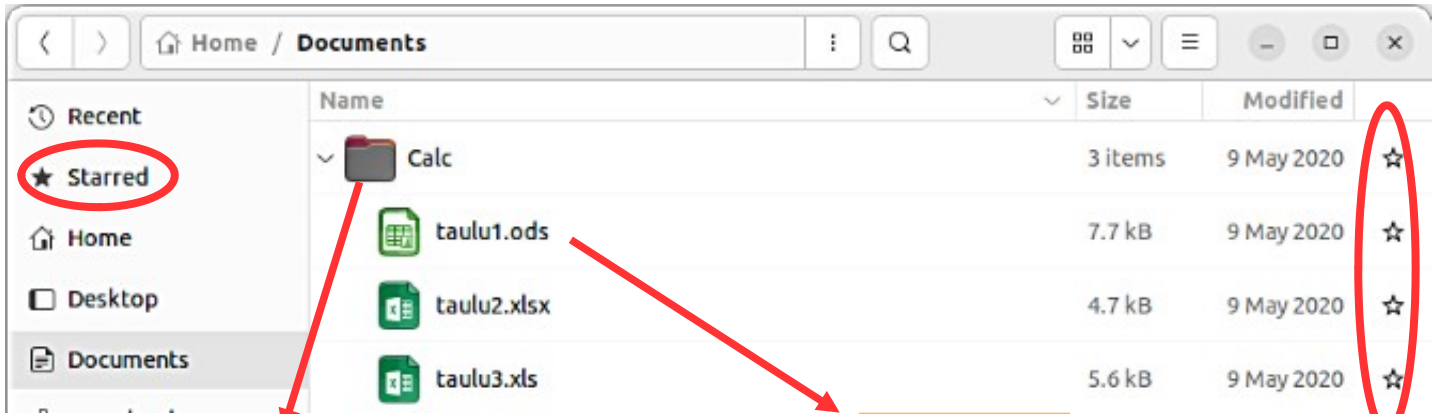 Home / Documents
Recent
Starred
Home
Desktop
Documents
Name Size Modified
Calc 3 items 9 May 2020
taulu1.ods 7.7 kB 9 May 2020
taulu2.xlsx 4.7 kB 9 May 2020
taulu3.xls 5.6 kB 9 May 2020